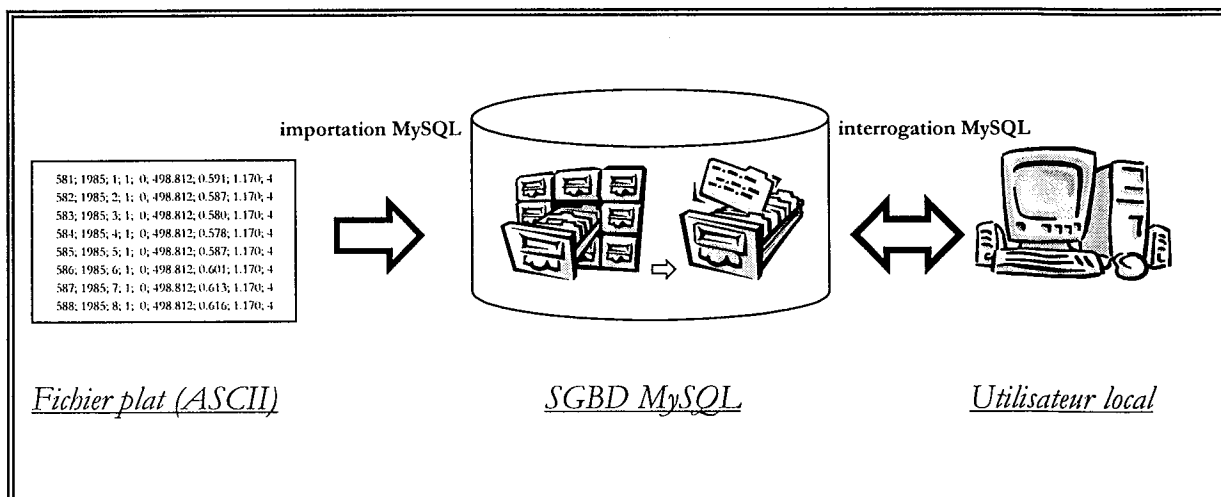 importation MySQL
interrogation MySQL
581; 1985; 1; 1; 0; 498.812; 0.591; 1.170; 4
582; 1985; 2; 1; 0; 498.812; 0.587; 1.170; 4
583; 1985; 3; 1; 0; 498.812; 0.580; 1.170; 4
584; 1985; 4; 1; 0; 498.812; 0.578; 1.170; 4
585; 1985; 5; 1; 0; 498.812; 0.587; 1.170; 4
586; 1985; 6; 1; 0; 498.812; 0.601; 1.170; 4
587; 1985; 7; 1; 0; 498.812; 0.613; 1.170; 4
588; 1985; 8; 1; 0; 498.812; 0.616; 1.170; 4
Fichier plat (ASCII)
SGBD MySQL
Utilisateur local